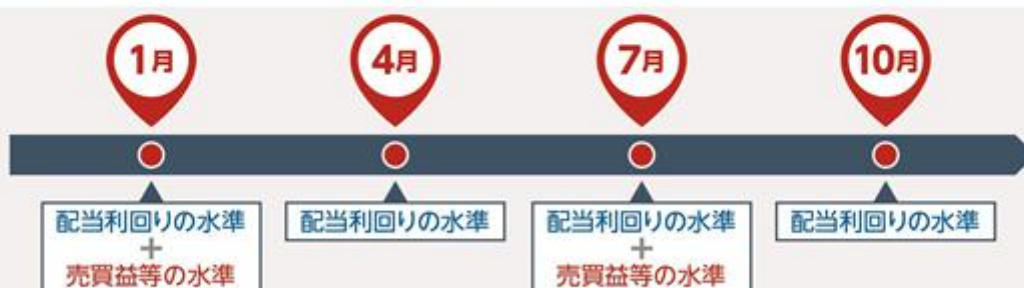 1月
4月
7月
10月
配当利回りの水準
+
売買益等の水準
配当利回りの水準
配当利回りの水準
+
売買益等の水準
配当利回りの水準